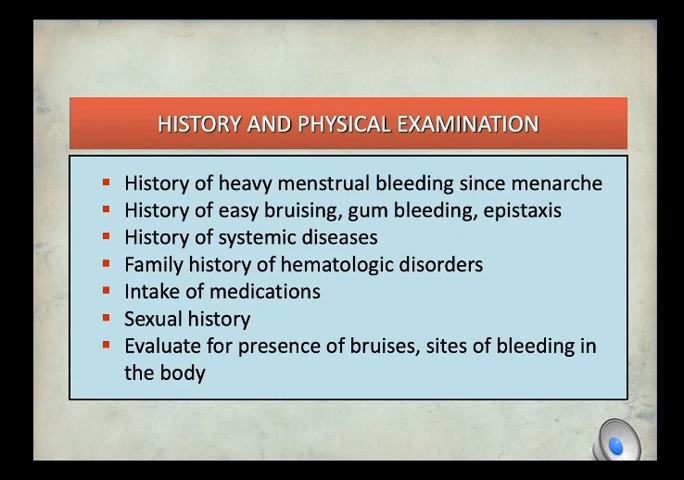 HISTORY AND PHYSICAL EXAMINATION
▪ History of heavy menstrual bleeding since menarche
▪ History of easy bruising, gum bleeding, epistaxis
▪ History of systemic diseases
▪ Family history of hematologic disorders
▪ Intake of medications
▪ Sexual history
▪ Evaluate for presence of bruises, sites of bleeding in
the body